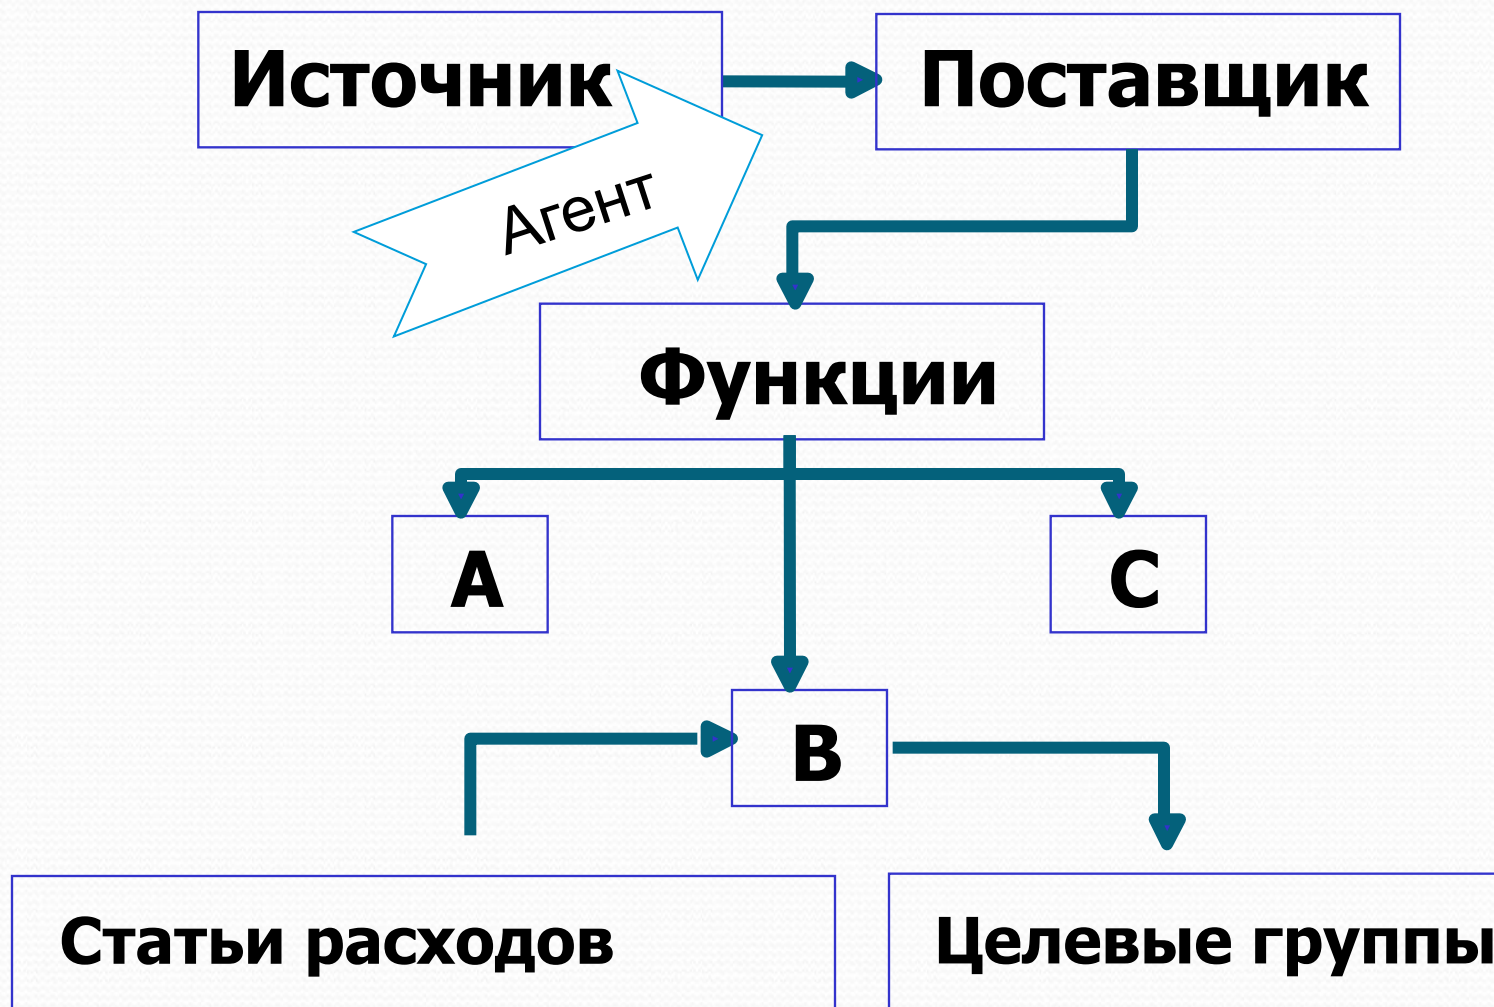 Источник
Поставщик
Агент
Функции
A
C
B
Статьи расходов
Целевые группы